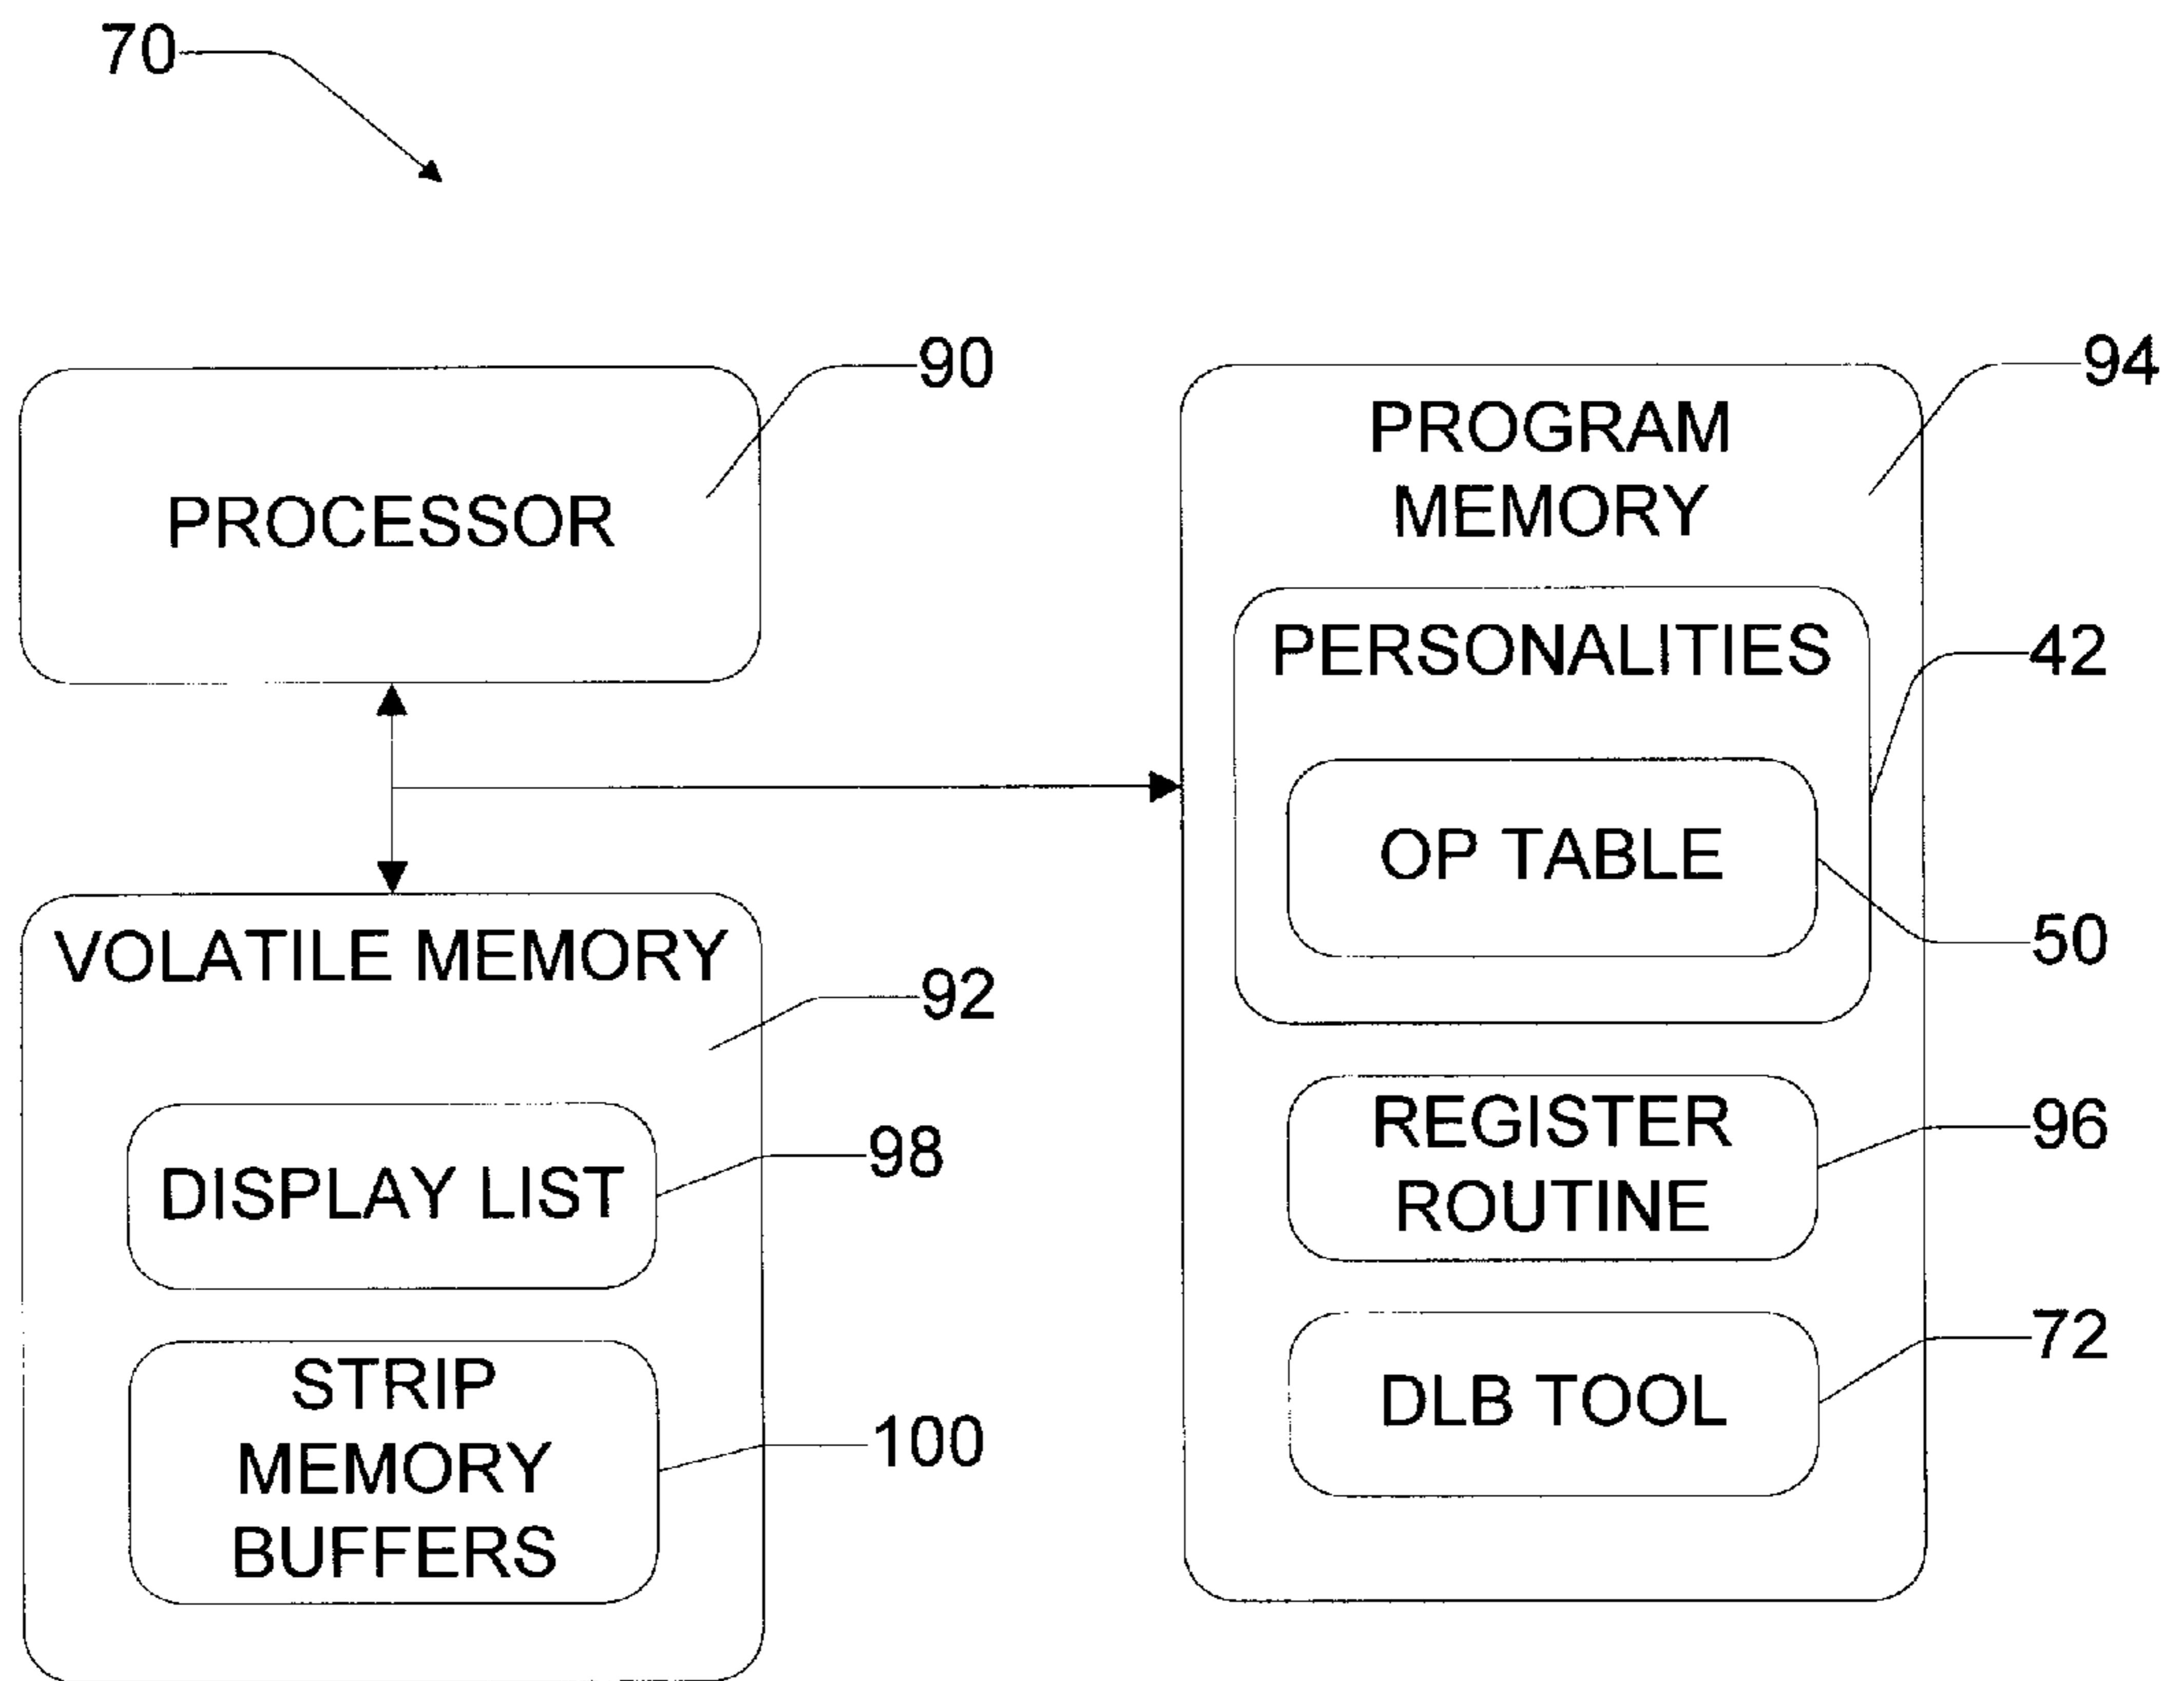 70
90
PROCESSOR
94
PROGRAM
MEMORY
PERSONALITIES
42
OP TABLE
50
VOLATILE MEMORY
92
DISPLAY LIST
98
REGISTER
ROUTINE
96
STRIP
MEMORY
BUFFERS
100
DLB TOOL
72